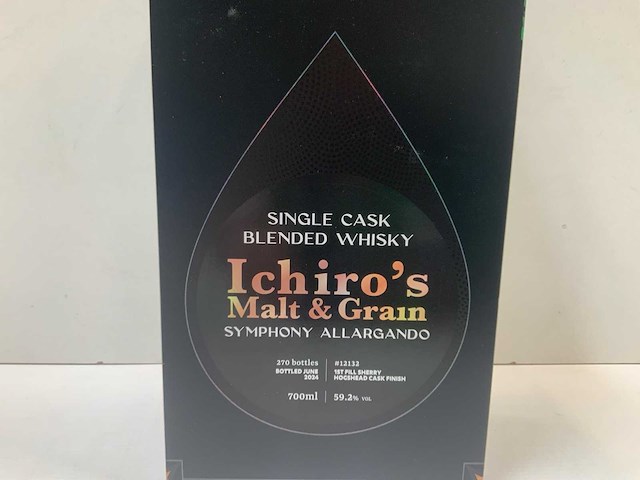 SINGLE CASK
BLENDED WHISKY
Ichiro's
Malt & Grain
SYMPHONY ALLARGANDO
270 bottles | #12132
BOTTLED JUNE 2024 | 1ST FILL SHERRY HOGSHEAD CASK FINISH
700ml | 59.2% VOL